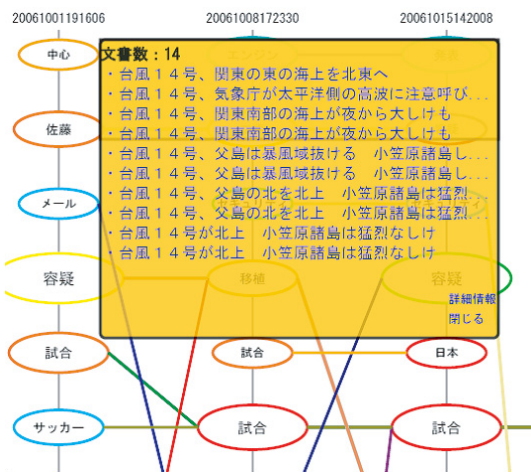 20061001191606 20061008172330 20061015142008
中心
文書数：14
・台風１４号、関東の東の海上を北東へ
・台風１４号、気象庁が太平洋側の高波に注意呼び...
・台風１４号、関東南部の海上が夜から大しけも
・台風１４号、関東南部の海上が夜から大しけも
・台風１４号、父島は暴風域抜ける　小笠原諸島し...
・台風１４号、父島は暴風域抜ける　小笠原諸島し...
・台風１４号、父島の北を北上　小笠原諸島は猛烈...
・台風１４号、父島の北を北上　小笠原諸島は猛烈...
・台風１４号が北上　小笠原諸島は猛烈なしけ
・台風１４号が北上　小笠原諸島は猛烈なしけ
詳細情報
閉じる
佐藤
メール
容疑 移植 容疑
試合 試合 日本
サッカー 試合 試合